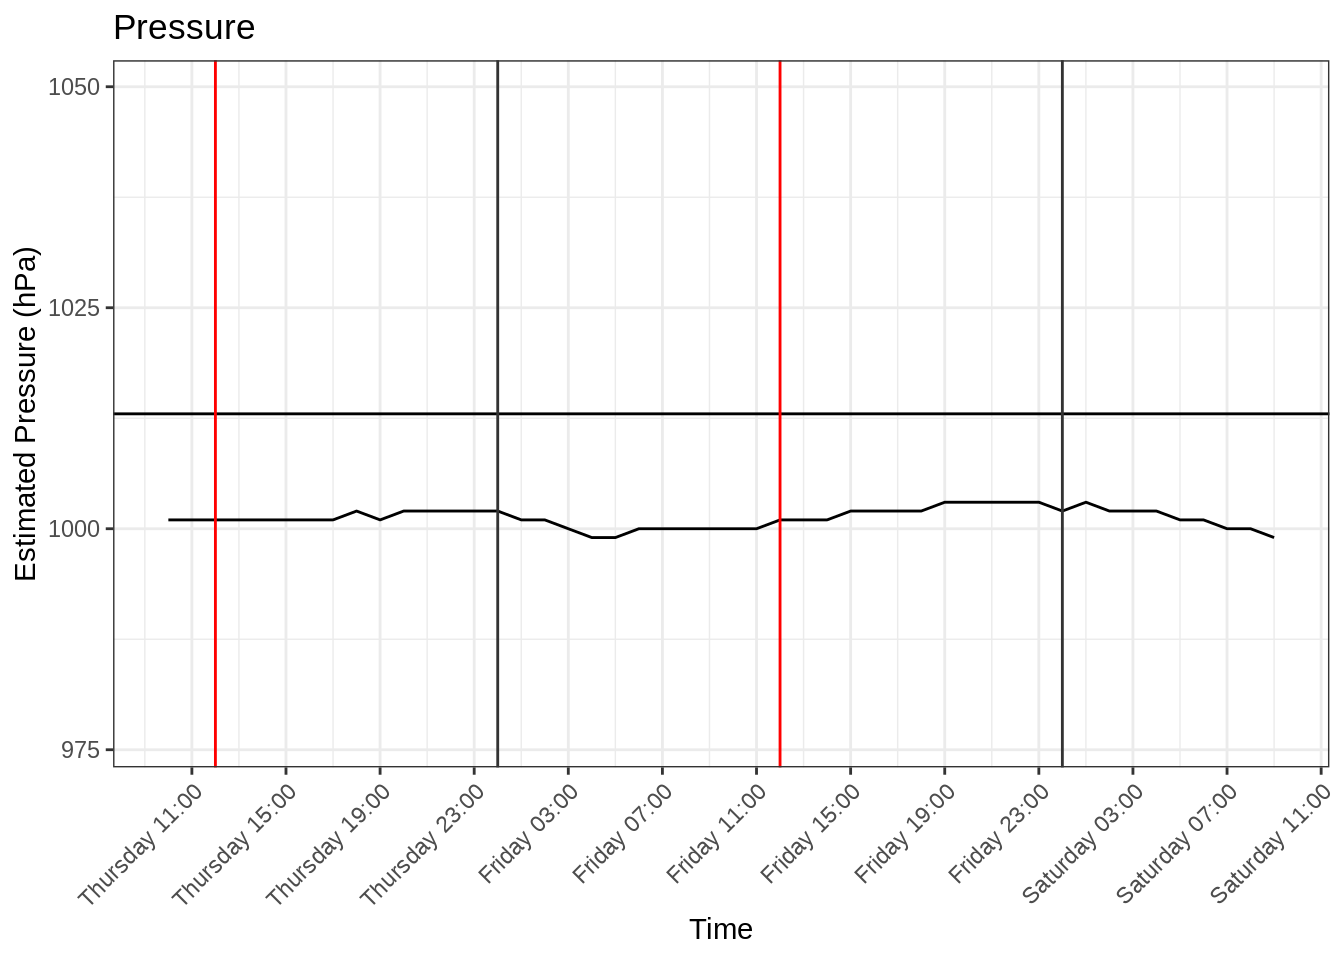 Pressure
Estimated Pressure (hPa)
1050
1025
1000
975
Thursday 11:00
Thursday 15:00
Thursday 19:00
Thursday 23:00
Friday 03:00
Friday 07:00
Friday 11:00
Friday 15:00
Friday 19:00
Friday 23:00
Saturday 03:00
Saturday 07:00
Saturday 11:00
Time